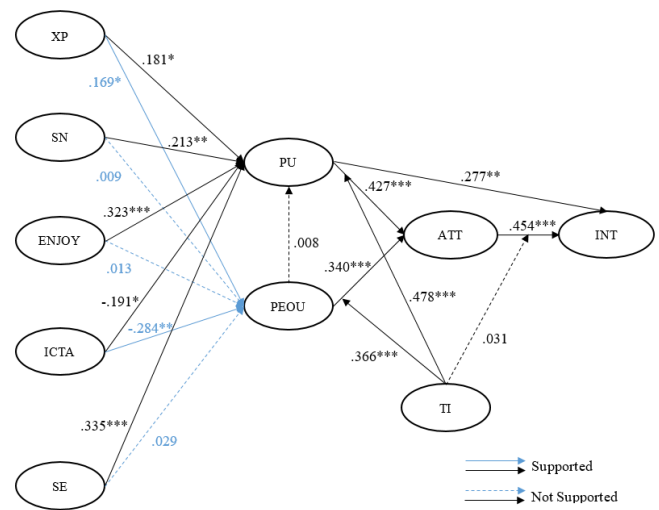 XP
.181*
.169*
SN
.213**
PU
.277**
.009
.427***
.323***
ENJOY
ATT
.454***
INT
.008
.013
.340***
-.191*
PEOU
.478***
-.284**
.031
ICTA
.366***
TI
.335***
.029
Supported
SE
Not Supported